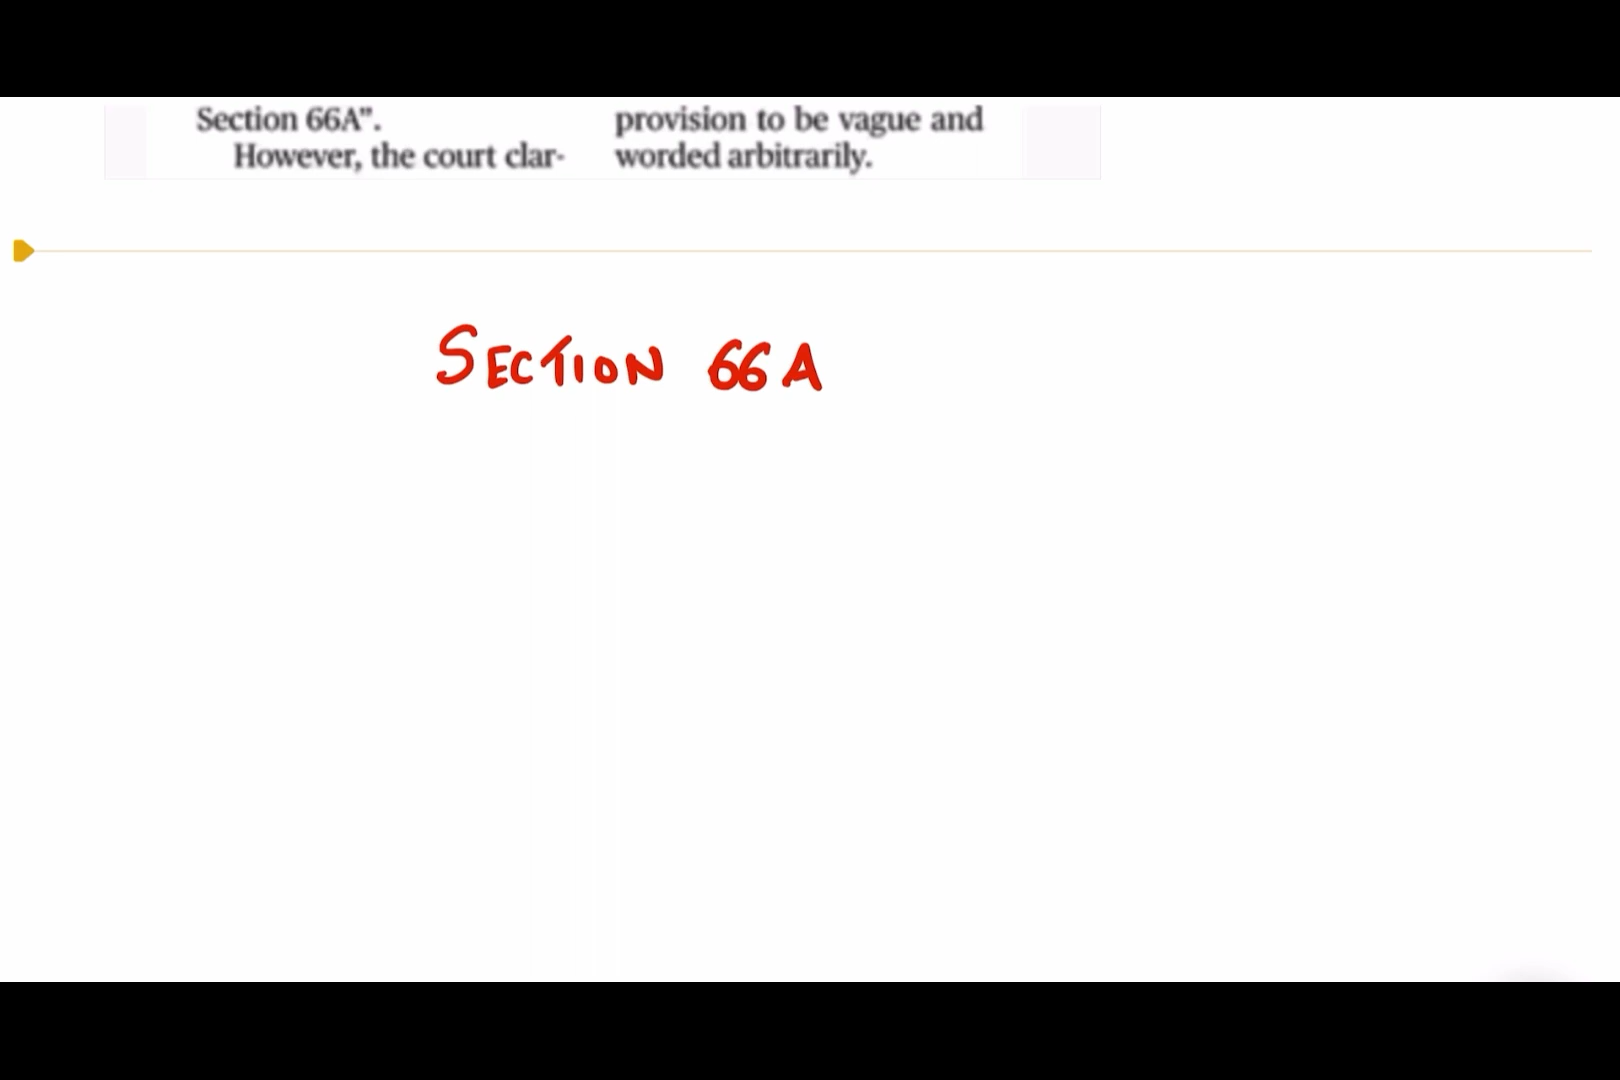 Section 66A”.
However, the court clar-
provision to be vague and
worded arbitrarily.
SECTION 66A